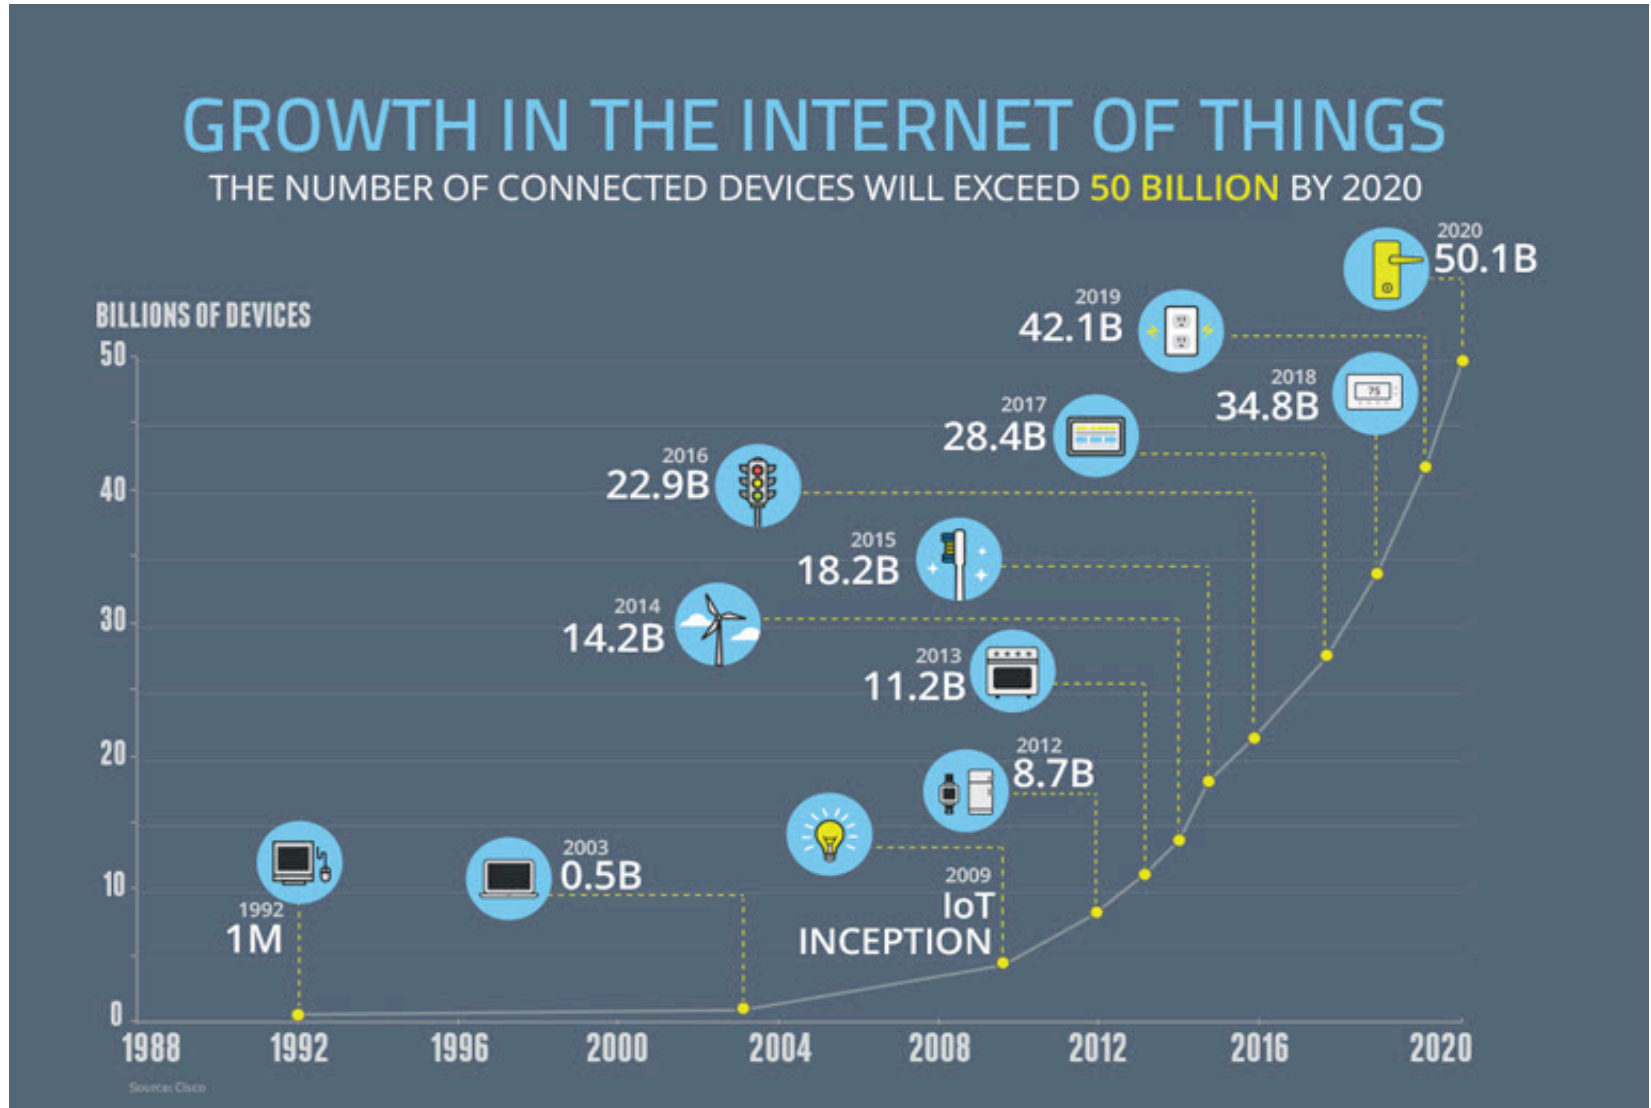 GROWTH IN THE INTERNET OF THINGS
THE NUMBER OF CONNECTED DEVICES WILL EXCEED 50 BILLION BY 2020
2020
50.1B
BILLIONS OF DEVICES
2019
42.1B
2018
34.8B
75
2017
28.4B
2016
22.9B
2015
18.2B
2014
14.2B
2013
11.2B
2012
8.7B
2009
IoT
INCEPTION
2003
0.5B
1992
1M
50
40
30
20
10
0
1988 1992 1996 2000 2004 2008 2012 2016 2020
Source: Cisco